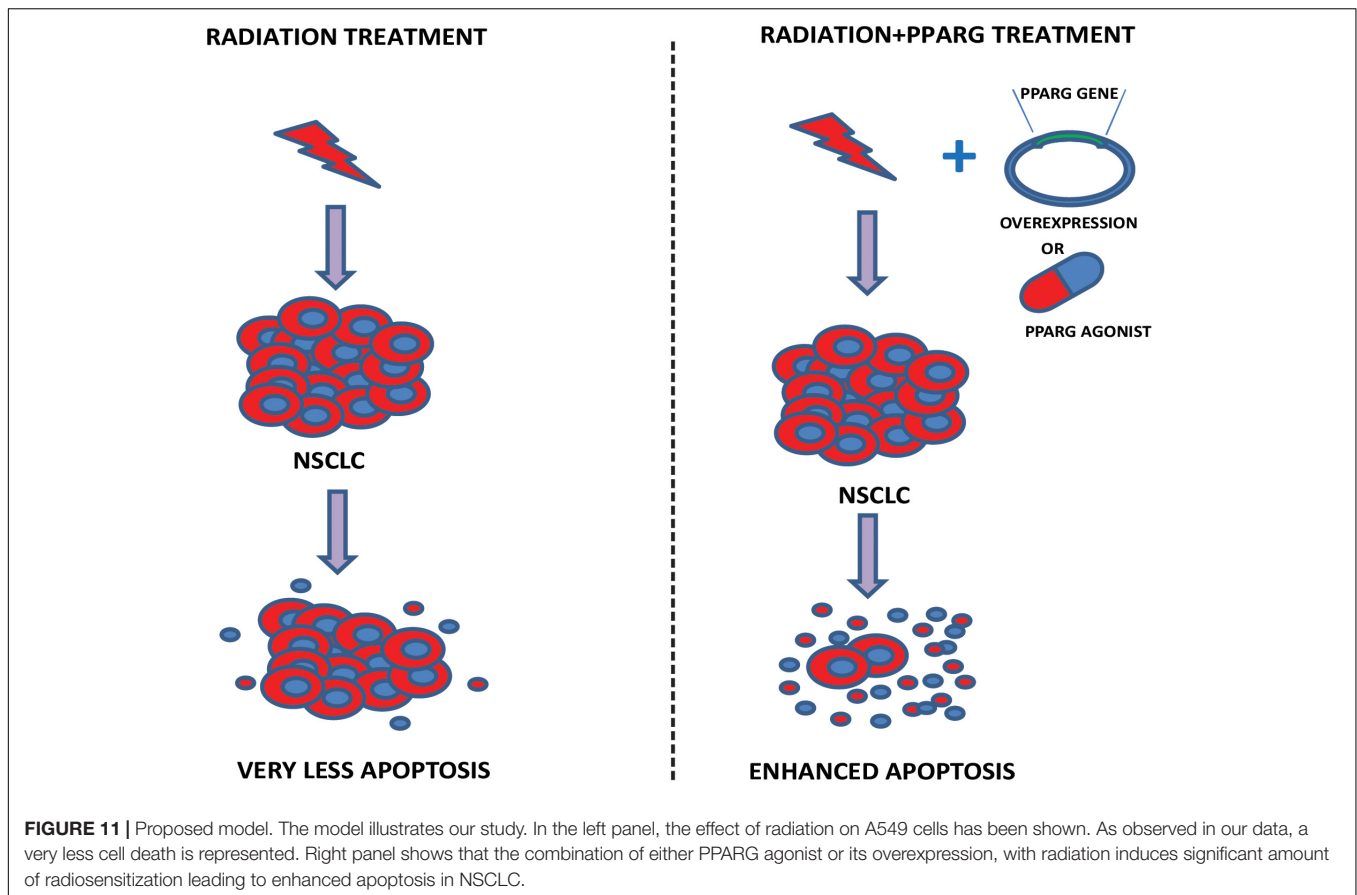 RADIATION TREATMENT
RADIATION+PPARG TREATMENT
PPARG GENE
OVEREXPRESSION
OR
PPARG AGONIST
NSCLC
NSCLC
VERY LESS APOPTOSIS
ENHANCED APOPTOSIS
FIGURE 11 | Proposed model. The model illustrates our study. In the left panel, the effect of radiation on A549 cells has been shown. As observed in our data, a
very less cell death is represented. Right panel shows that the combination of either PPARG agonist or its overexpression, with radiation induces significant amount
of radiosensitization leading to enhanced apoptosis in NSCLC.